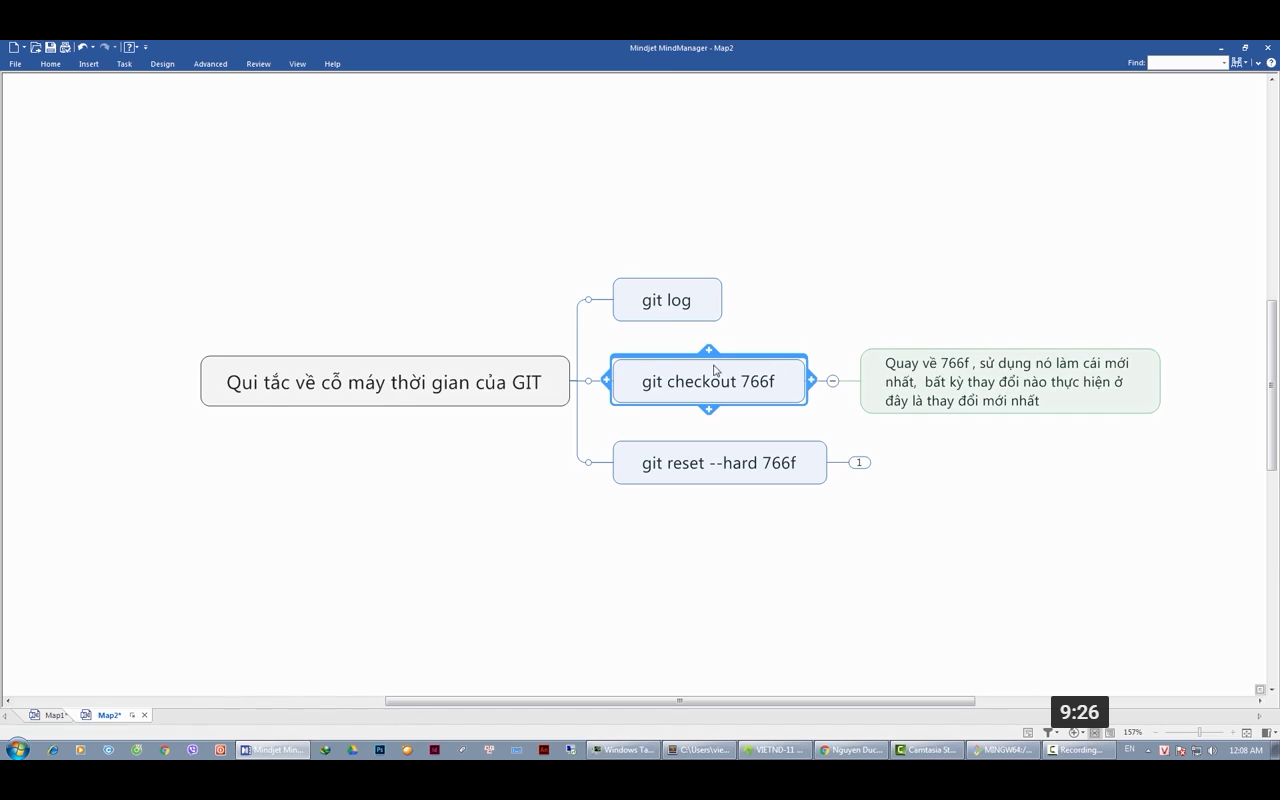 Mindjet MindManager - Map2
File Home Insert Task Design Advanced Review View Help
Find:
git log
Qui tắc về cỗ máy thời gian của GIT
git checkout 766f
Quay về 766f , sử dụng nó làm cái mới
nhất,  bất kỳ thay đổi nào thực hiện ở
đây là thay đổi mới nhất
git reset --hard 766f
1
Map1*
Map2*
9:26
157%
Mindjet Min...
Windows Ta...
C:\Users\vie...
VIETND-11 ...
Nguyen Duc...
Camtasia St...
MINGW64:/...
Recording...
EN
12:08 AM